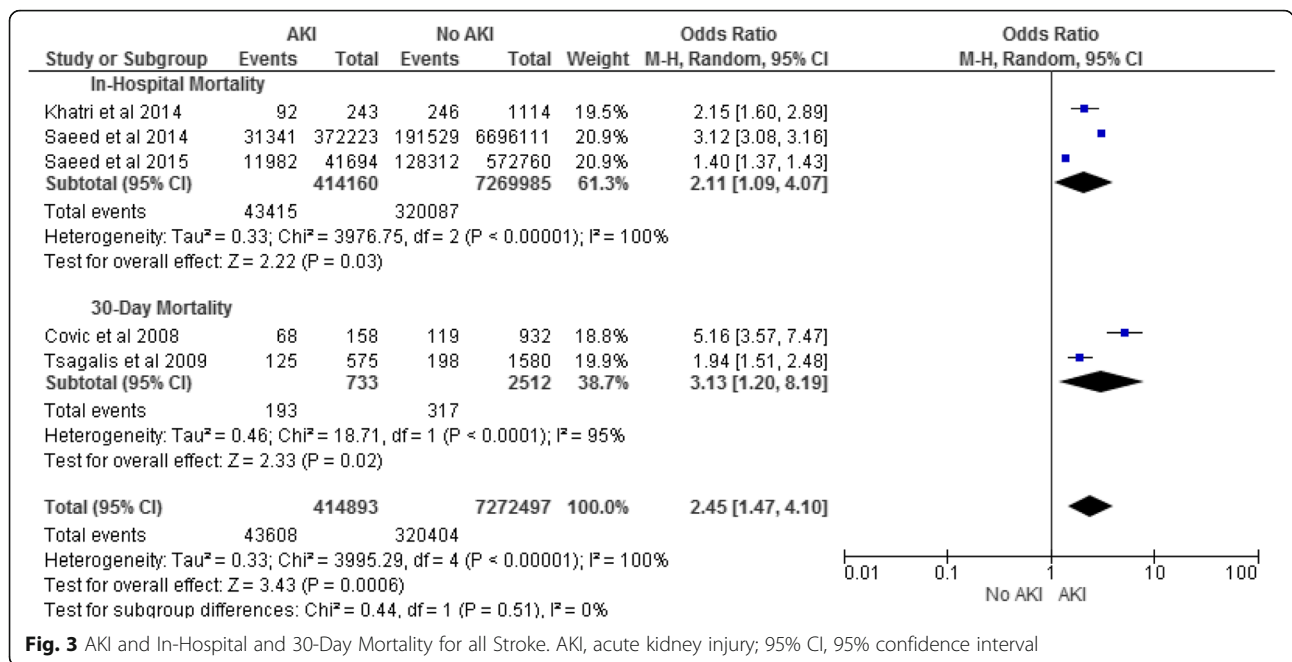 AKI No AKI Odds Ratio Odds Ratio
Study or Subgroup Events Total Events Total Weight M-H, Random, 95% CI M-H, Random, 95% CI
In-Hospital Mortality
Khatri et al 2014 92 243 246 1114 19.5% 2.15 [1.60, 2.89]
Saeed et al 2014 31341 372223 191529 6696111 20.9% 3.12 [3.08, 3.16]
Saeed et al 2015 11982 41694 128312 572760 20.9% 1.40 [1.37, 1.43]
Subtotal (95% CI) 414160 7269985 61.3% 2.11 [1.09, 4.07]
Total events 43415 320087
Heterogeneity: Tau² = 0.33; Chi² = 3976.75, df = 2 (P < 0.00001); I² = 100%
Test for overall effect: Z = 2.22 (P = 0.03)
30-Day Mortality
Covic et al 2008 68 158 119 932 18.8% 5.16 [3.57, 7.47]
Tsagalis et al 2009 125 575 198 1580 19.9% 1.94 [1.51, 2.48]
Subtotal (95% CI) 733 2512 38.7% 3.13 [1.20, 8.19]
Total events 193 317
Heterogeneity: Tau² = 0.46; Chi² = 18.71, df = 1 (P < 0.0001); I² = 95%
Test for overall effect: Z = 2.33 (P = 0.02)
Total (95% CI) 414893 7272497 100.0% 2.45 [1.47, 4.10]
Total events 43608 320404
Heterogeneity: Tau² = 0.33; Chi² = 3995.29, df = 4 (P < 0.00001); I² = 100%
Test for overall effect: Z = 3.43 (P = 0.0006)
Test for subgroup differences: Chi² = 0.44, df = 1 (P = 0.51), I² = 0%
0.01 0.1 1 10 100
No AKI AKI
Fig. 3 AKI and In-Hospital and 30-Day Mortality for all Stroke. AKI, acute kidney injury; 95% CI, 95% confidence interval